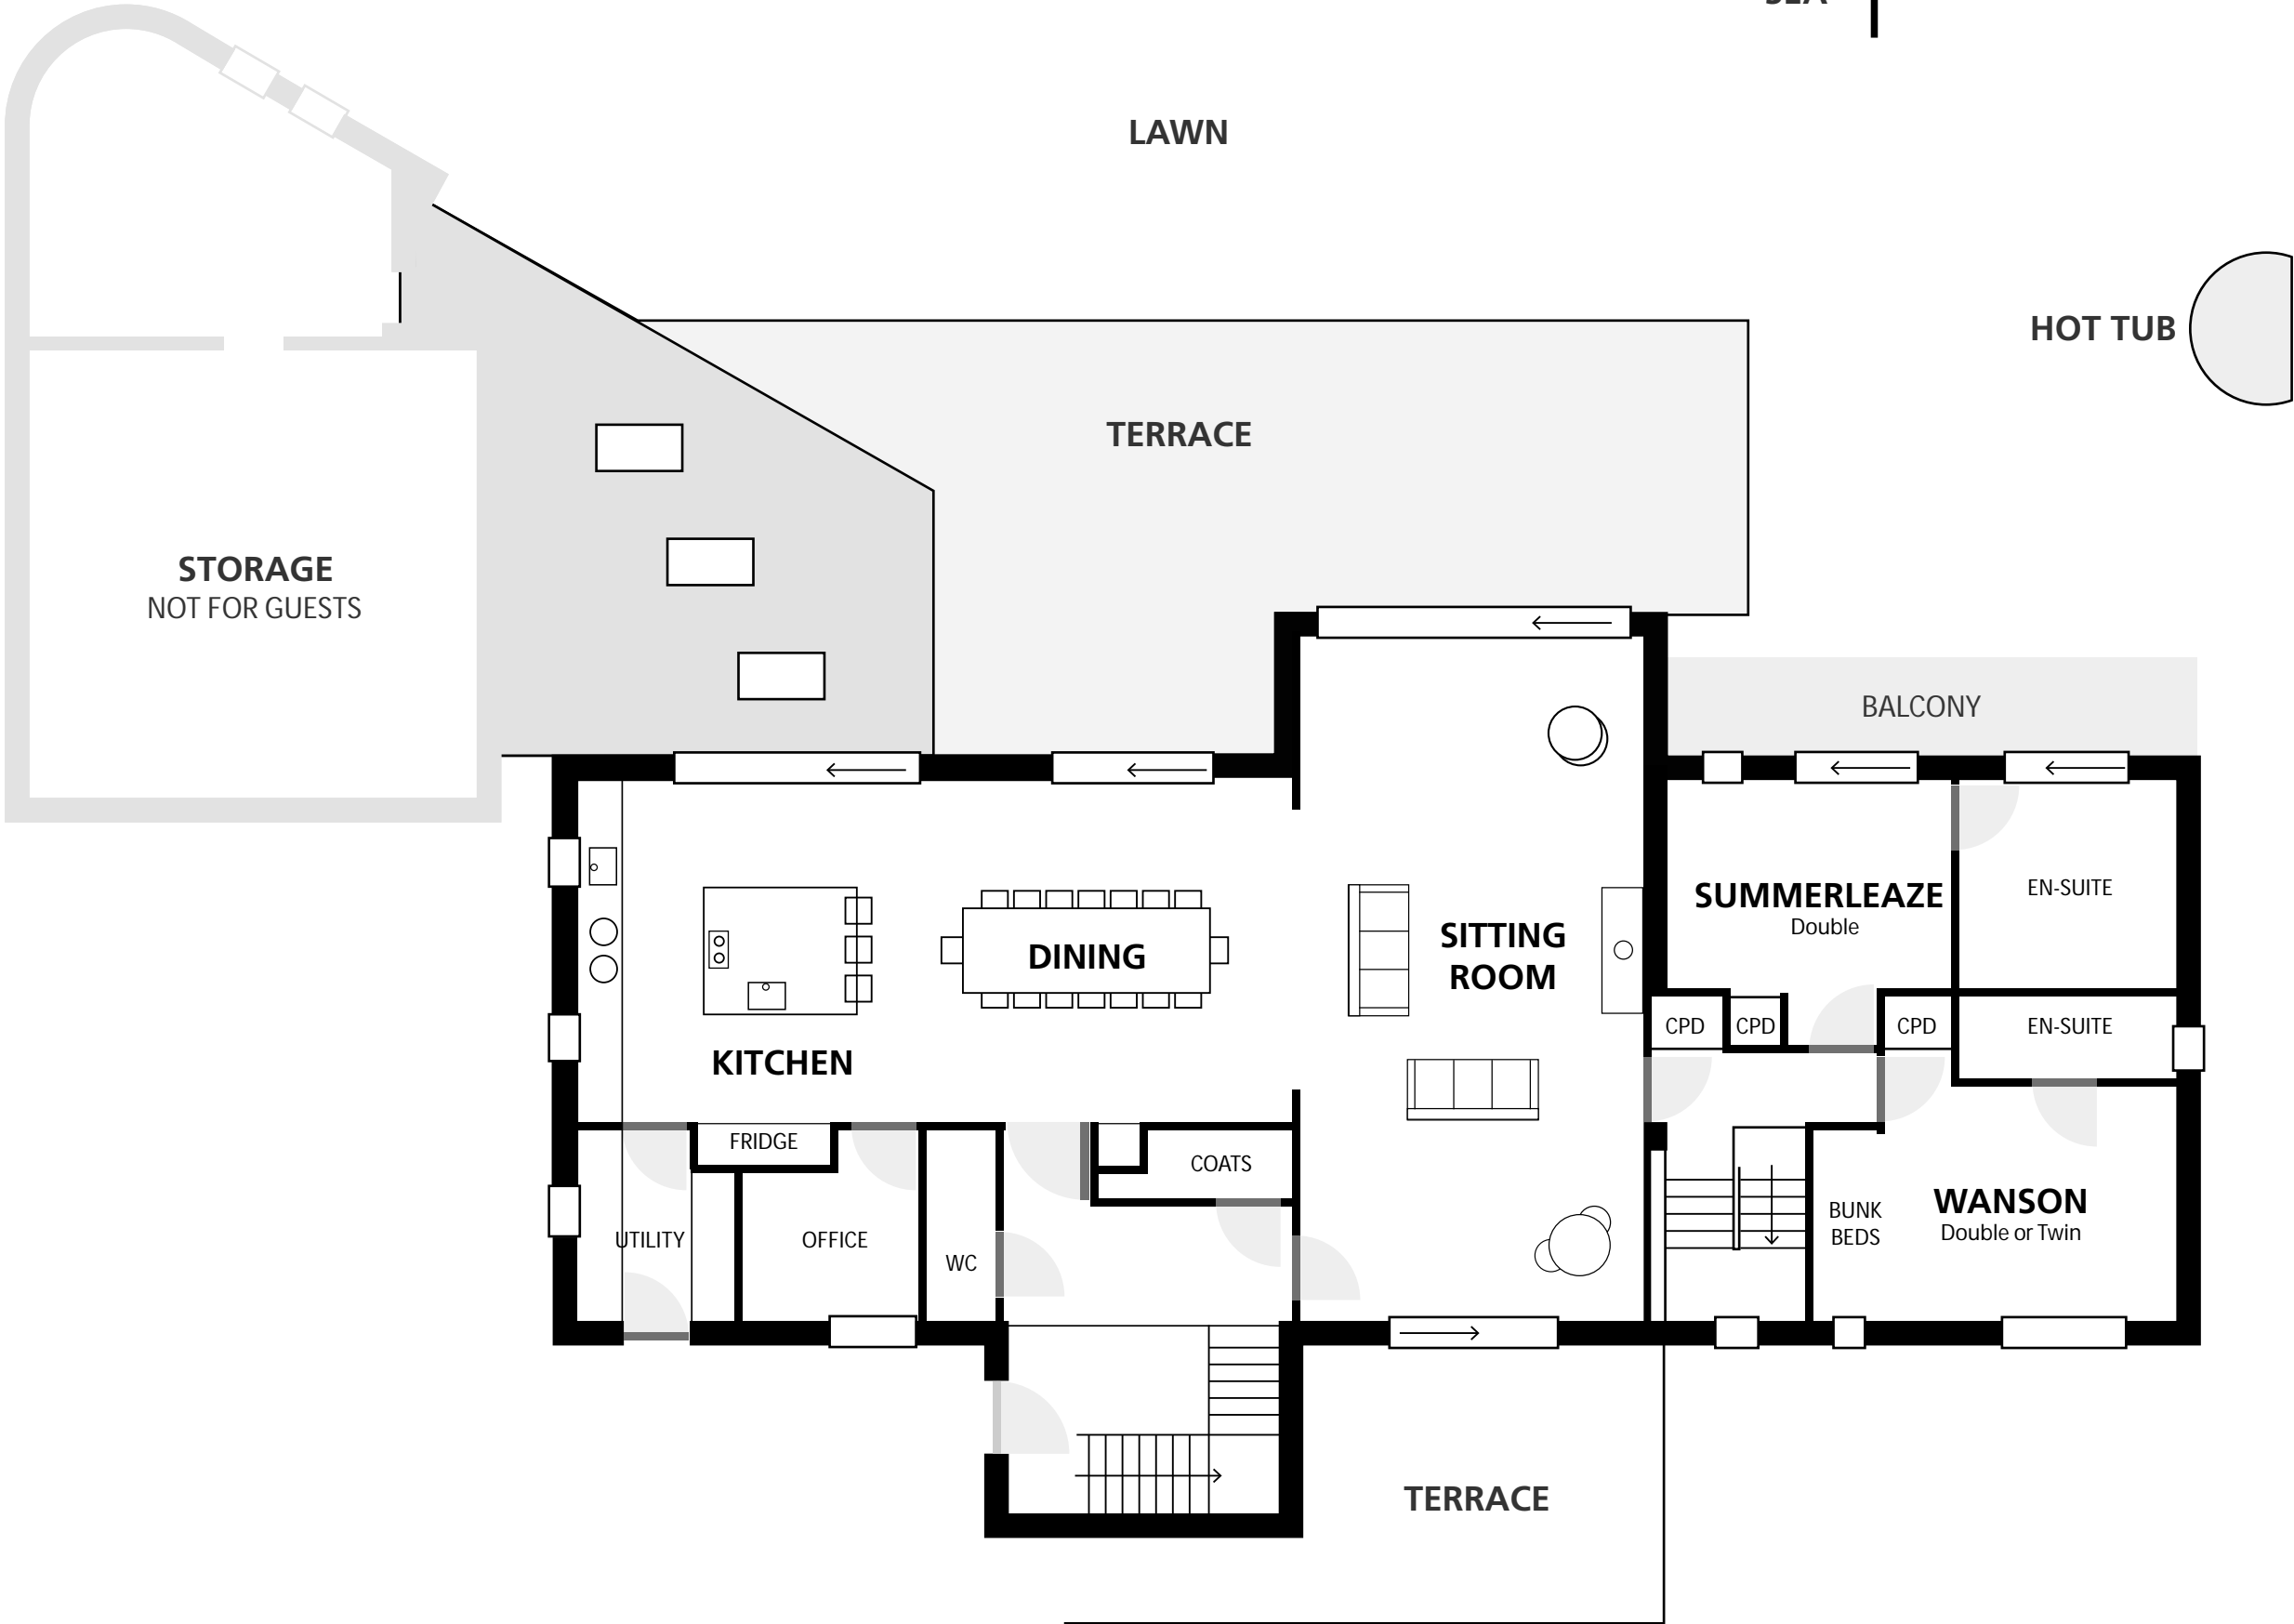 SEA
LAWN
HOT TUB
TERRACE
STORAGE
NOT FOR GUESTS
BALCONY
SUMMERLEAZE
Double
EN-SUITE
SITTING
ROOM
DINING
KITCHEN
CPD
CPD
CPD
EN-SUITE
FRIDGE
COATS
UTILITY
OFFICE
WC
BUNK
BEDS
WANSON
Double or Twin
TERRACE